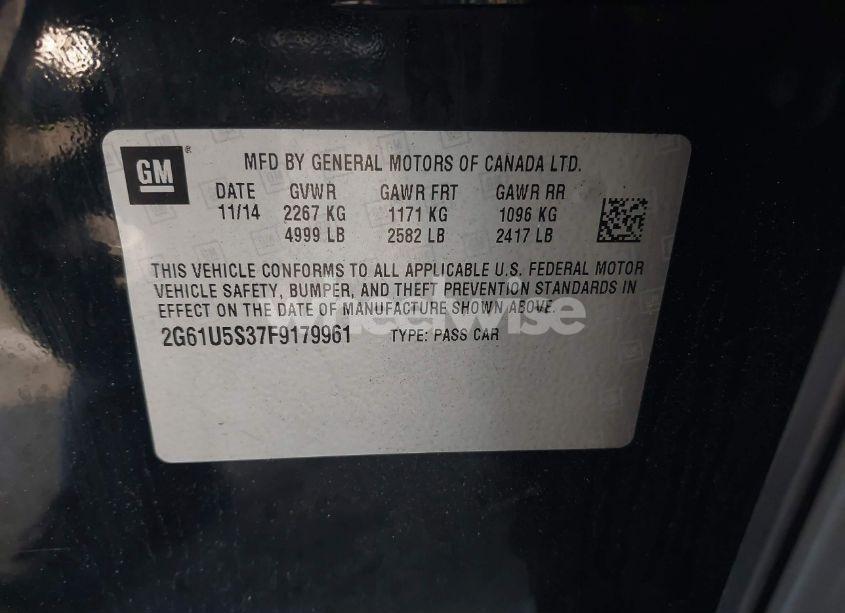 GM
MFD BY GENERAL MOTORS OF CANADA LTD.
DATE GVWR GAWR FRT GAWR RR
11/14 2267 KG 1171 KG 1096 KG
4999 LB 2582 LB 2417 LB
THIS VEHICLE CONFORMS TO ALL APPLICABLE U.S. FEDERAL MOTOR
VEHICLE SAFETY, BUMPER, AND THEFT PREVENTION STANDARDS IN
EFFECT ON THE DATE OF MANUFACTURE SHOWN ABOVE.
wheelwise
2G61U5S37F9179961 TYPE: PASS CAR